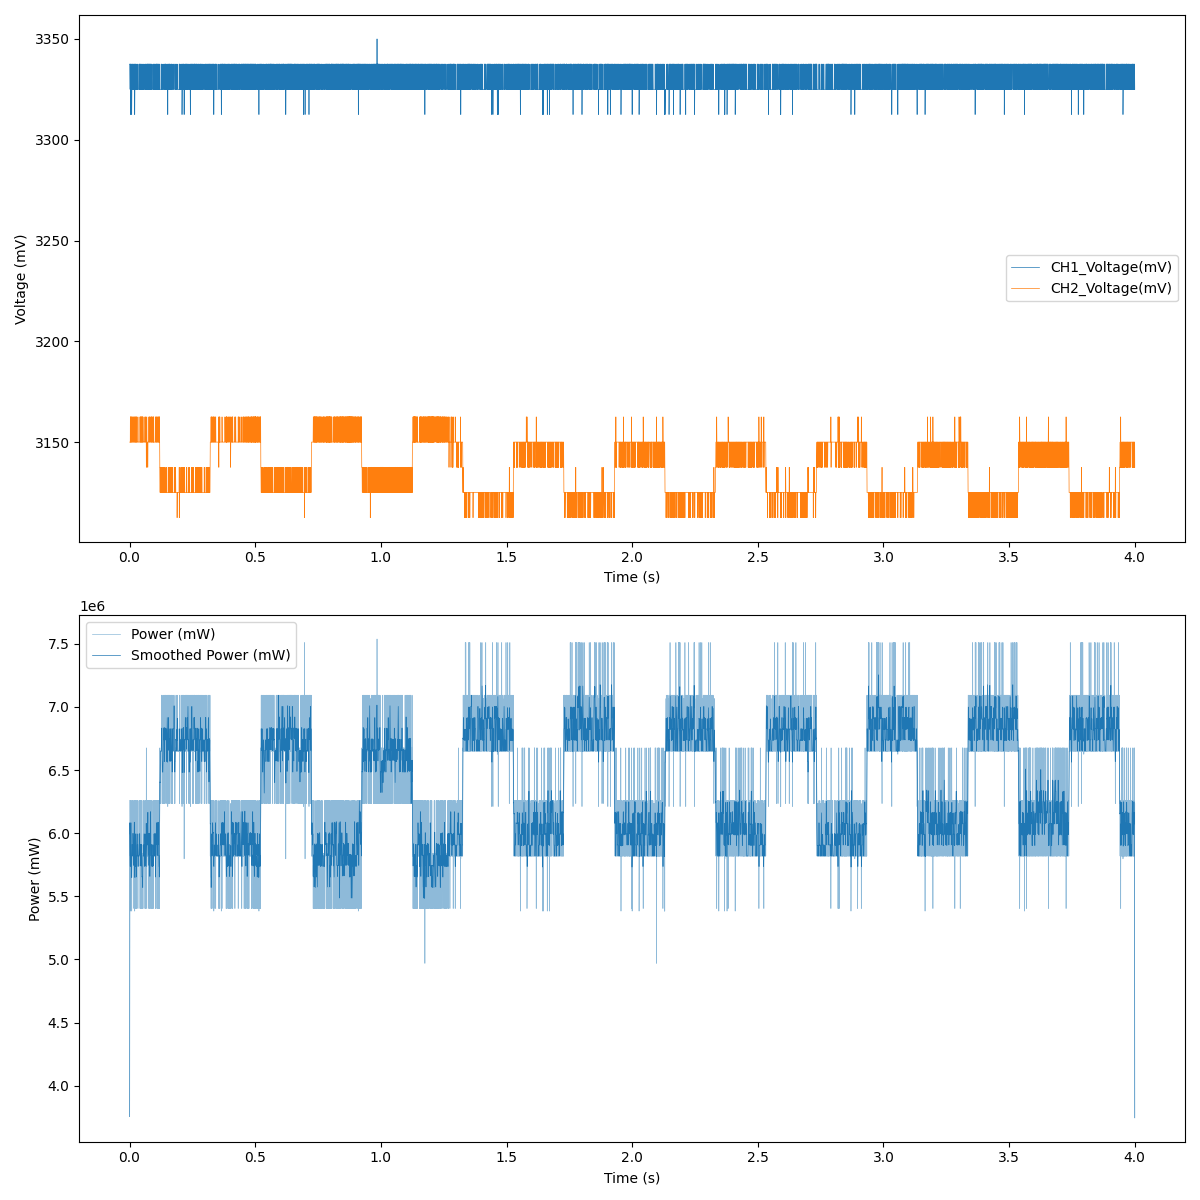 3350
3300
3250
3200
3150
Voltage (mV)
CH1_Voltage(mV)
CH2_Voltage(mV)
0.0 0.5 1.0 1.5 2.0 2.5 3.0 3.5 4.0
Time (s)
1e6
Power (mW)
Smoothed Power (mW)
7.5
7.0
6.5
6.0
5.5
5.0
4.5
4.0
Power (mW)
0.0 0.5 1.0 1.5 2.0 2.5 3.0 3.5 4.0
Time (s)